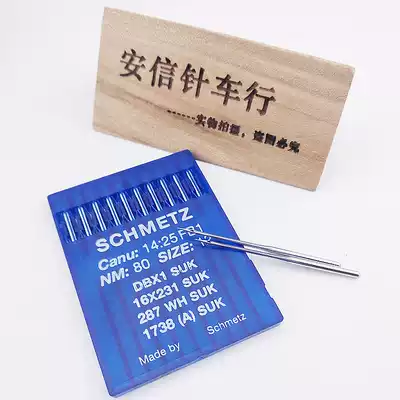 安信针车行
------实物拍摄，盗图必究
SCHMETZ
Canu: 14:25 FB1
NM: 80 SIZE:
DBX1 SUK
16X231 SUK
287 WH SUK
1738 (A) SUK
Made by Schmetz